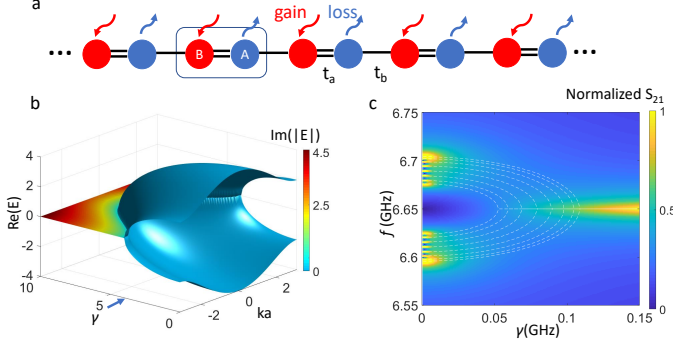 a
gain loss
B A
t_a t_b
b
Im(|E|)
4.5
2.5
0
Re(E)
4
2
0
-2
-4
10
5
0
γ
-2
0
2
ka
c
Normalized S_21
1
0.5
0
f (GHz)
6.75
6.7
6.65
6.6
6.55
0 0.05 0.1 0.15
γ(GHz)